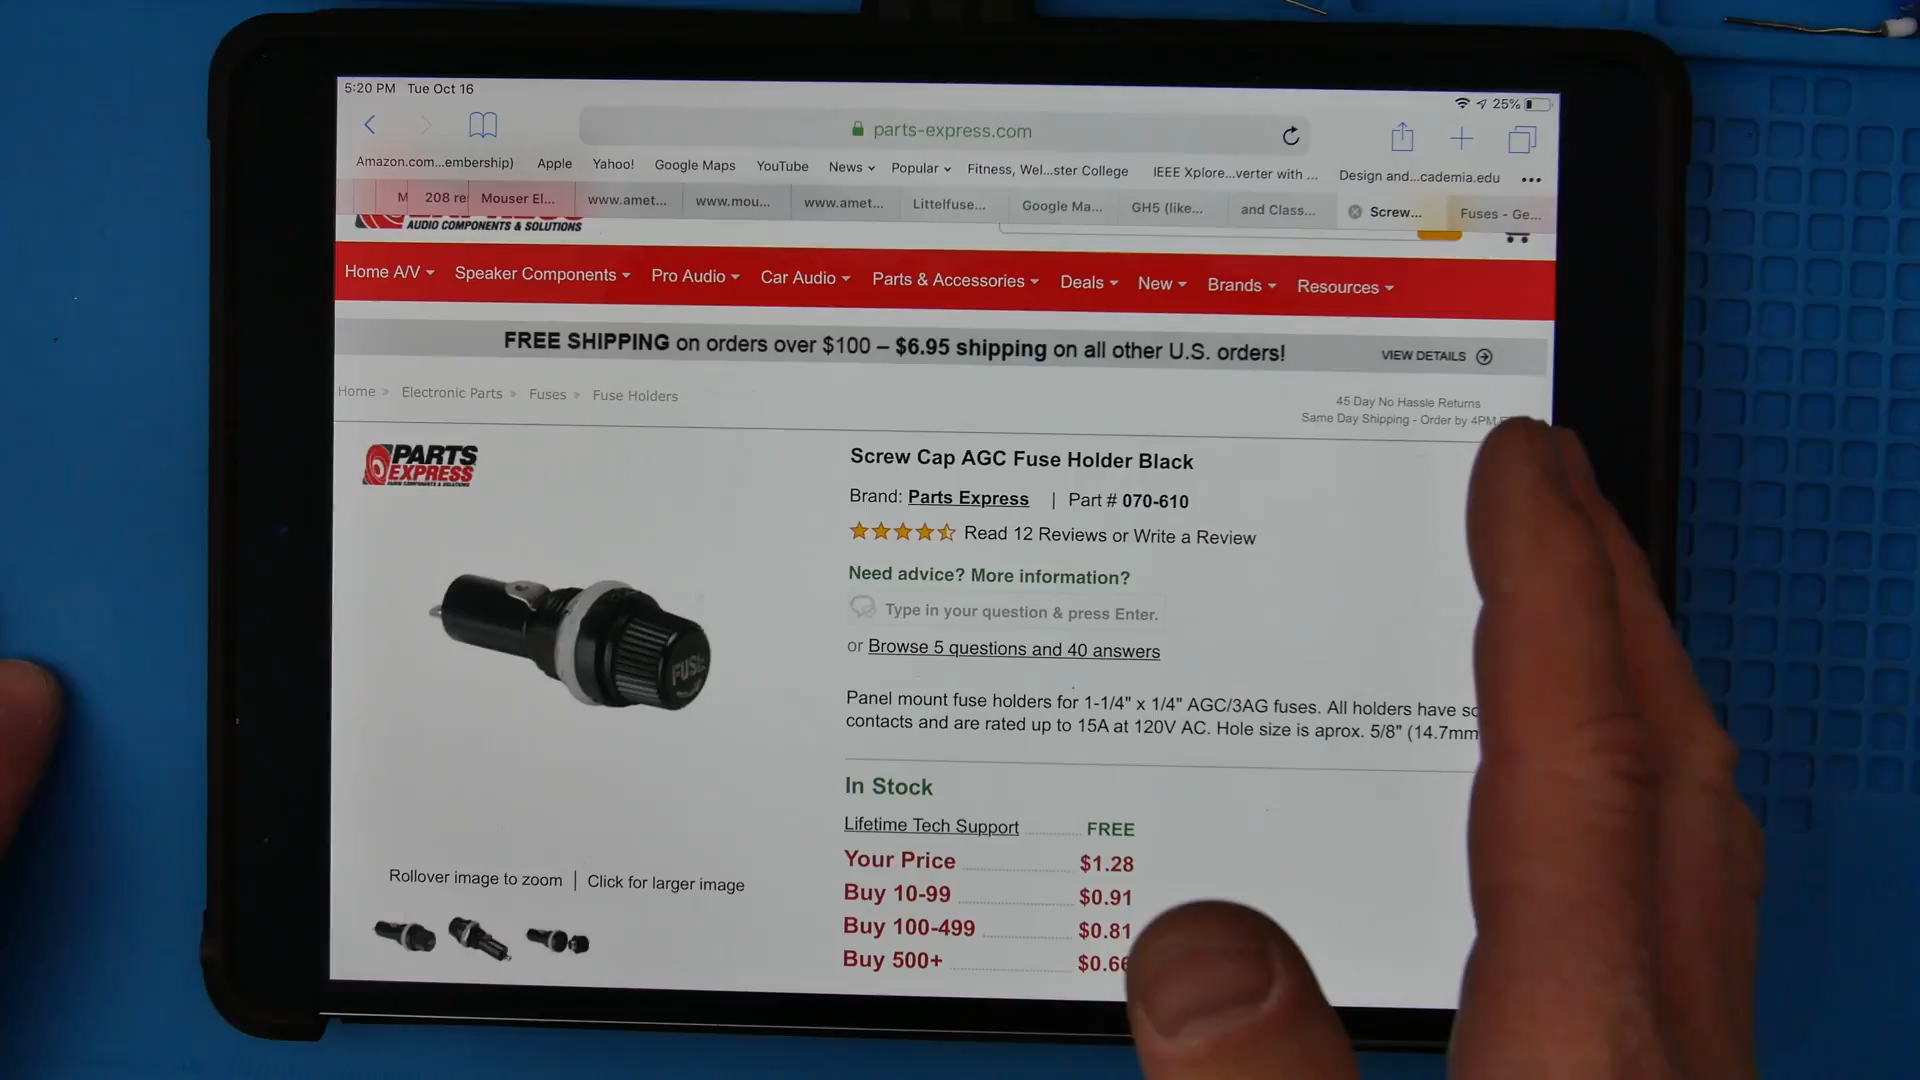 5:20 PM Tue Oct 16
25%
parts-express.com
Amazon.com...embership) Apple Yahoo! Google Maps YouTube News Popular Fitness, Wel...ster College IEEE Xplore...verter with ... Design and...cademia.edu
M 208 re Mouser El... www.amet... www.mou... www.amet... Littelfuse... Google Ma... GH5 (like... and Class... Screw... Fuses - Ge...
EXPRESS
AUDIO COMPONENTS & SOLUTIONS
Home A/V Speaker Components Pro Audio Car Audio Parts & Accessories Deals New Brands Resources
FREE SHIPPING on orders over $100 – $6.95 shipping on all other U.S. orders! VIEW DETAILS
Home » Electronic Parts » Fuses » Fuse Holders
45 Day No Hassle Returns
Same Day Shipping - Order by 4PM
PARTS
EXPRESS
AUDIO COMPONENTS & SOLUTIONS
Screw Cap AGC Fuse Holder Black
Brand: Parts Express | Part # 070-610
Read 12 Reviews or Write a Review
Need advice? More information?
Type in your question & press Enter.
or Browse 5 questions and 40 answers
FUSE
Panel mount fuse holders for 1-1/4" x 1/4" AGC/3AG fuses. All holders have
contacts and are rated up to 15A at 120V AC. Hole size is aprox. 5/8" (14.7mm
In Stock
Lifetime Tech Support FREE
Your Price $1.28
Buy 10-99 $0.91
Buy 100-499 $0.81
Buy 500+ $0.66
Rollover image to zoom | Click for larger image